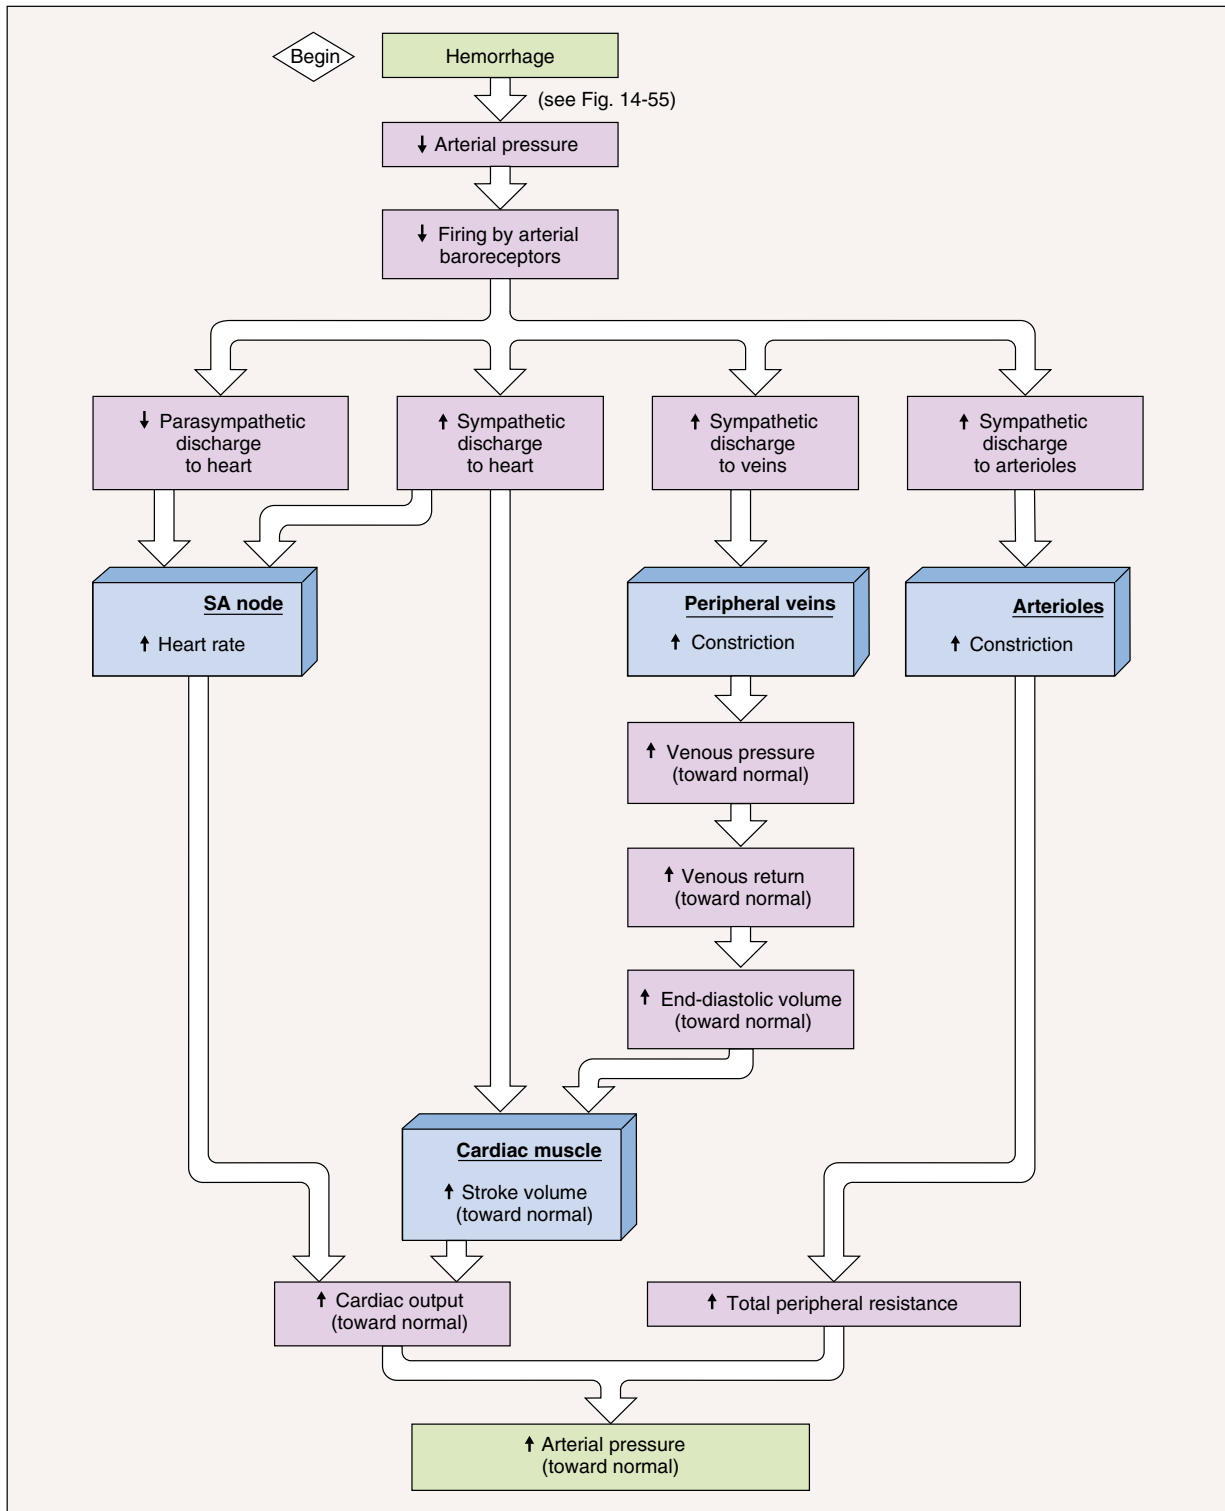 Begin
Hemorrhage
(see Fig. 14-55)
↓ Arterial pressure
↓ Firing by arterial
baroreceptors
↓ Parasympathetic
discharge
to heart
↑ Sympathetic
discharge
to heart
↑ Sympathetic
discharge
to veins
↑ Sympathetic
discharge
to arterioles
SA node
↑ Heart rate
Peripheral veins
↑ Constriction
Arterioles
↑ Constriction
↑ Venous pressure
(toward normal)
↑ Venous return
(toward normal)
↑ End-diastolic volume
(toward normal)
Cardiac muscle
↑ Stroke volume
(toward normal)
↑ Cardiac output
(toward normal)
↑ Total peripheral resistance
↑ Arterial pressure
(toward normal)